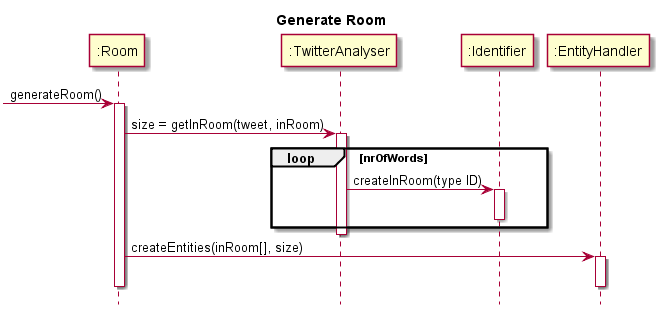 Generate Room
:Room
:TwitterAnalyser
:Identifier
:EntityHandler
generateRoom()
size = getInRoom(tweet, inRoom)
loop
[nrOfWords]
createInRoom(type ID)
createEntities(inRoom[], size)